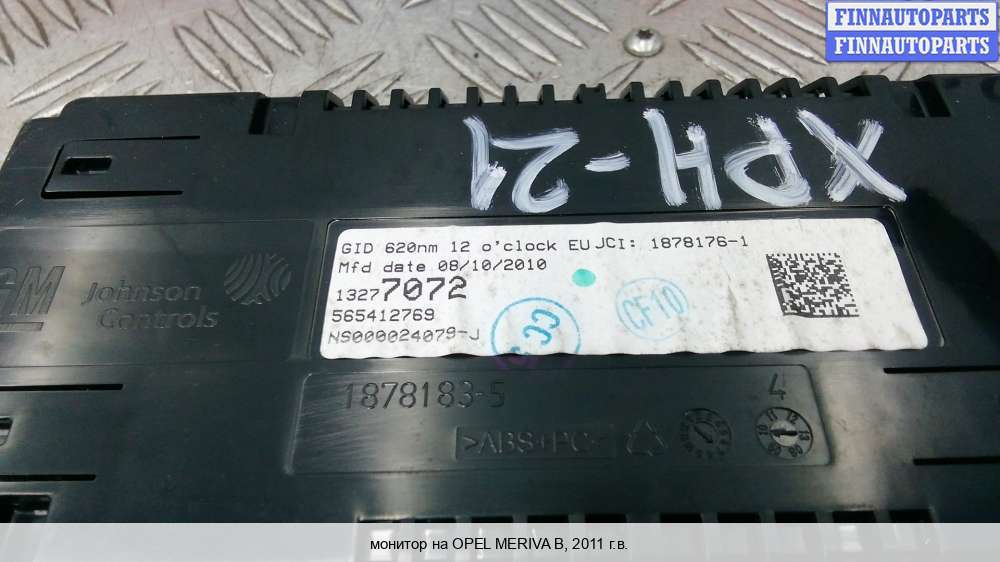 FINNAUTOPARTS
FINNAUTOPARTS
ХРН-21
GID 620nm 12 o'clock EU JCI: 1878176-1
Mfd date 08/10/2010
13277072
565412769
NS000024079-J
CF10
GM
Johnson
Controls
1878183-5
4
>ABS+PC<
монитор на OPEL MERIVA B, 2011 г.в.